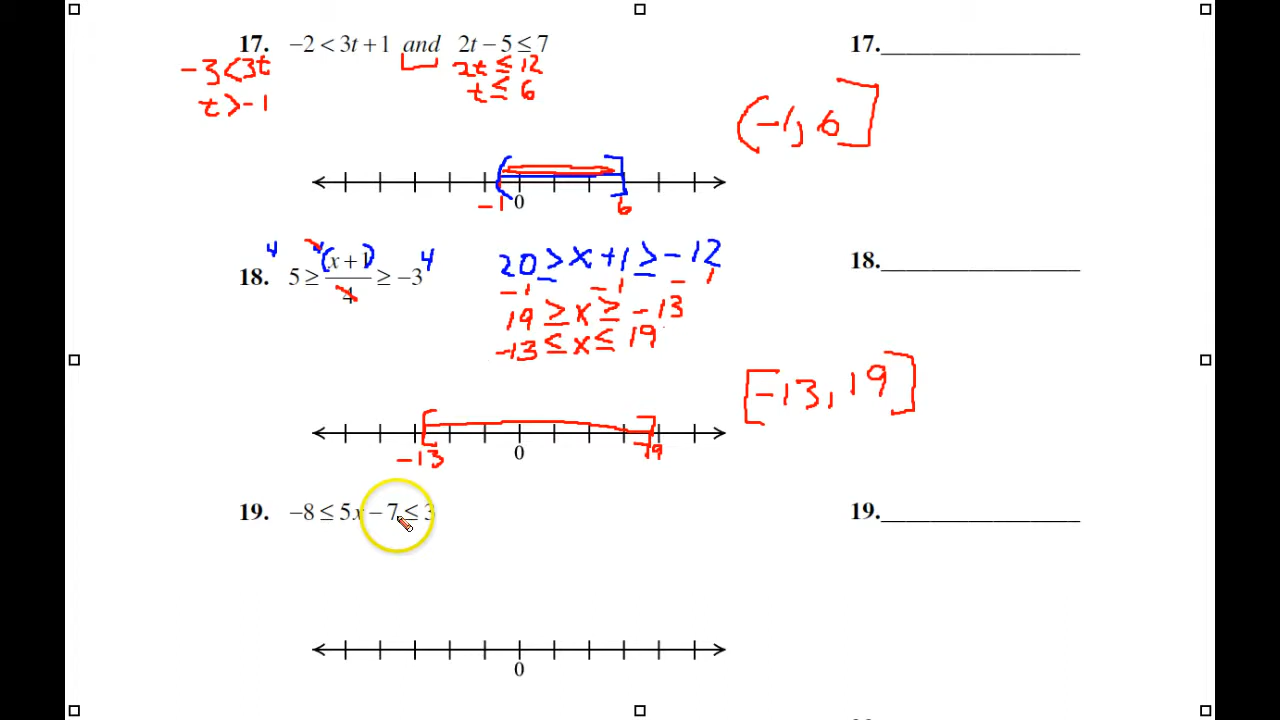 17. −2 < 3t + 1 and 2t − 5 ≤ 7 17.
-3 < 3t 2t ≤ 12
t > -1 t ≤ 6
(-1, 6]
-1 0 6
4 4 4
18. 5 ≥ (x + 1)/4 ≥ −3 20 ≥ x + 1 ≥ -12 18.
-1 -1 -1
19 ≥ x ≥ -13
-13 ≤ x ≤ 19
[-13, 19]
-13 0 19
19. −8 ≤ 5x − 7 ≤ 3 19.
0